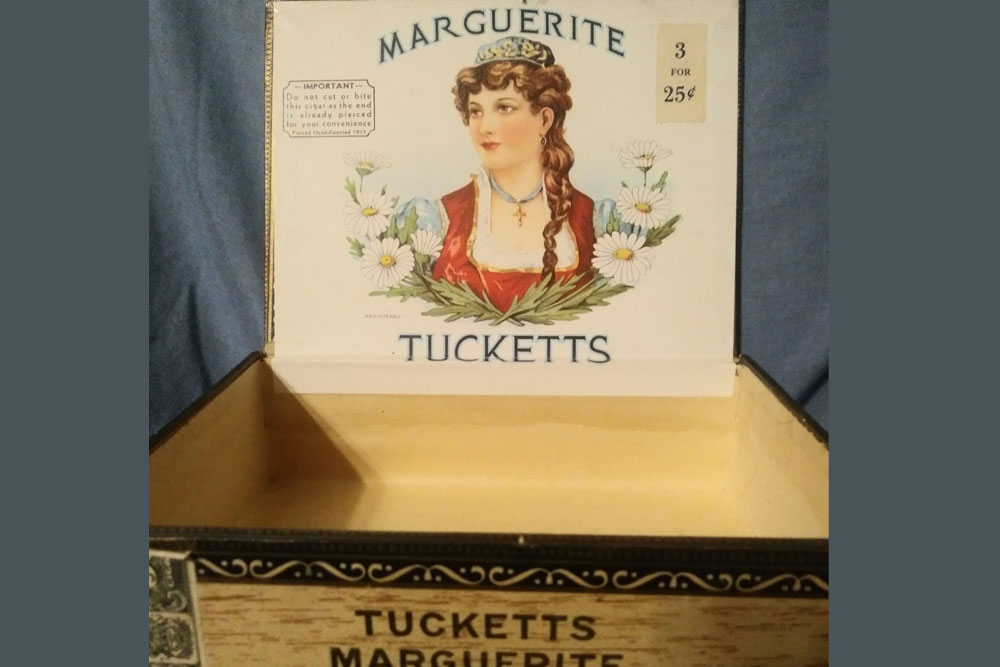 MARGUERITE
3
FOR
25¢
IMPORTANT
Do not cut or bite
this cigar as the end
is already pierced
for your convenience
REGISTERED
TUCKETTS
TUCKETTS
MARGUERITE